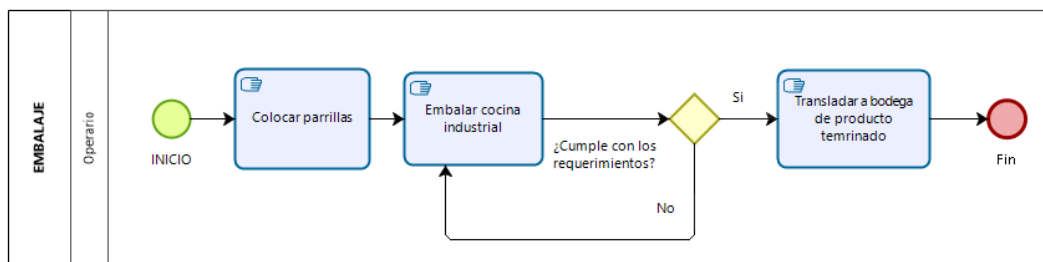 EMBALAJE
Operario
INICIO
Colocar parrillas
Embalar cocina
industrial
¿Cumple con los
requerimientos?
Si
No
Transladar a bodega
de producto
temrinado
Fin